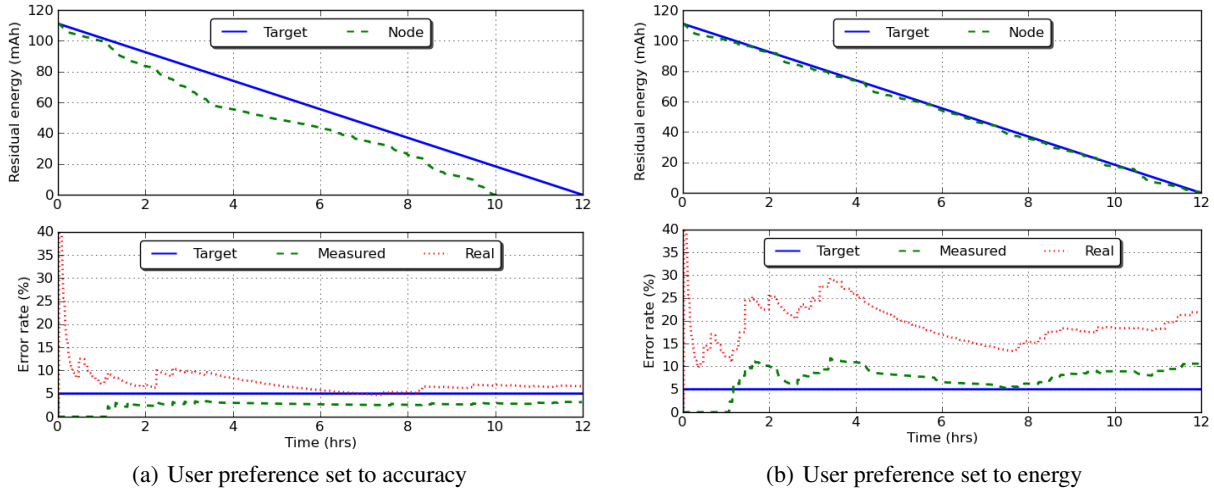 120
100
80
60
40
20
0
Residual energy (mAh)
Target Node
0 2 4 6 8 10 12
40
35
30
25
20
15
10
5
0
Error rate (%)
Target Measured Real
0 2 4 6 8 10 12
Time (hrs)
(a) User preference set to accuracy
120
100
80
60
40
20
0
Residual energy (mAh)
Target Node
0 2 4 6 8 10 12
40
35
30
25
20
15
10
5
0
Error rate (%)
Target Measured Real
0 2 4 6 8 10 12
Time (hrs)
(b) User preference set to energy